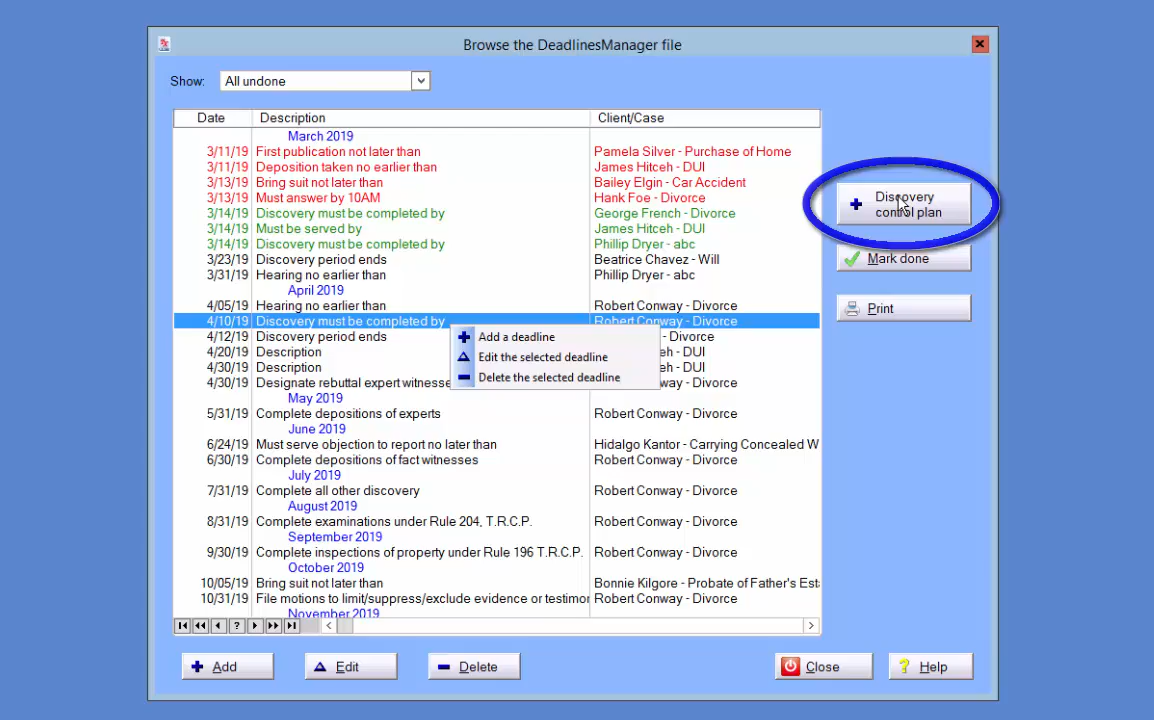 Browse the DeadlinesManager file
Show: All undone
Date Description Client/Case
March 2019
3/11/19 First publication not later than Pamela Silver - Purchase of Home
3/11/19 Deposition taken no earlier than James Hitceh - DUI
3/13/19 Bring suit not later than Bailey Elgin - Car Accident
3/13/19 Must answer by 10AM Hank Foe - Divorce
3/14/19 Discovery must be completed by George French - Divorce
3/14/19 Must be served by James Hitceh - DUI
3/14/19 Discovery must be completed by Phillip Dryer - abc
3/23/19 Discovery period ends Beatrice Chavez - Will
3/31/19 Hearing no earlier than Phillip Dryer - abc
April 2019
4/05/19 Hearing no earlier than Robert Conway - Divorce
4/10/19 Discovery must be completed by Robert Conway - Divorce
4/12/19 Discovery period ends - Divorce
4/20/19 Description eh - DUI
4/30/19 Description eh - DUI
4/30/19 Designate rebuttal expert witnesse way - Divorce
May 2019
5/31/19 Complete depositions of experts Robert Conway - Divorce
June 2019
6/24/19 Must serve objection to report no later than Hidalgo Kantor - Carrying Concealed W
6/30/19 Complete depositions of fact witnesses Robert Conway - Divorce
July 2019
7/31/19 Complete all other discovery Robert Conway - Divorce
August 2019
8/31/19 Complete examinations under Rule 204, T.R.C.P. Robert Conway - Divorce
September 2019
9/30/19 Complete inspections of property under Rule 196 T.R.C.P. Robert Conway - Divorce
October 2019
10/05/19 Bring suit not later than Bonnie Kilgore - Probate of Father's Est
10/31/19 File motions to limit/suppress/exclude evidence or testimor Robert Conway - Divorce
November 2019
Add a deadline
Edit the selected deadline
Delete the selected deadline
Discovery
control plan
Mark done
Print
?
Add Edit Delete Close ? Help